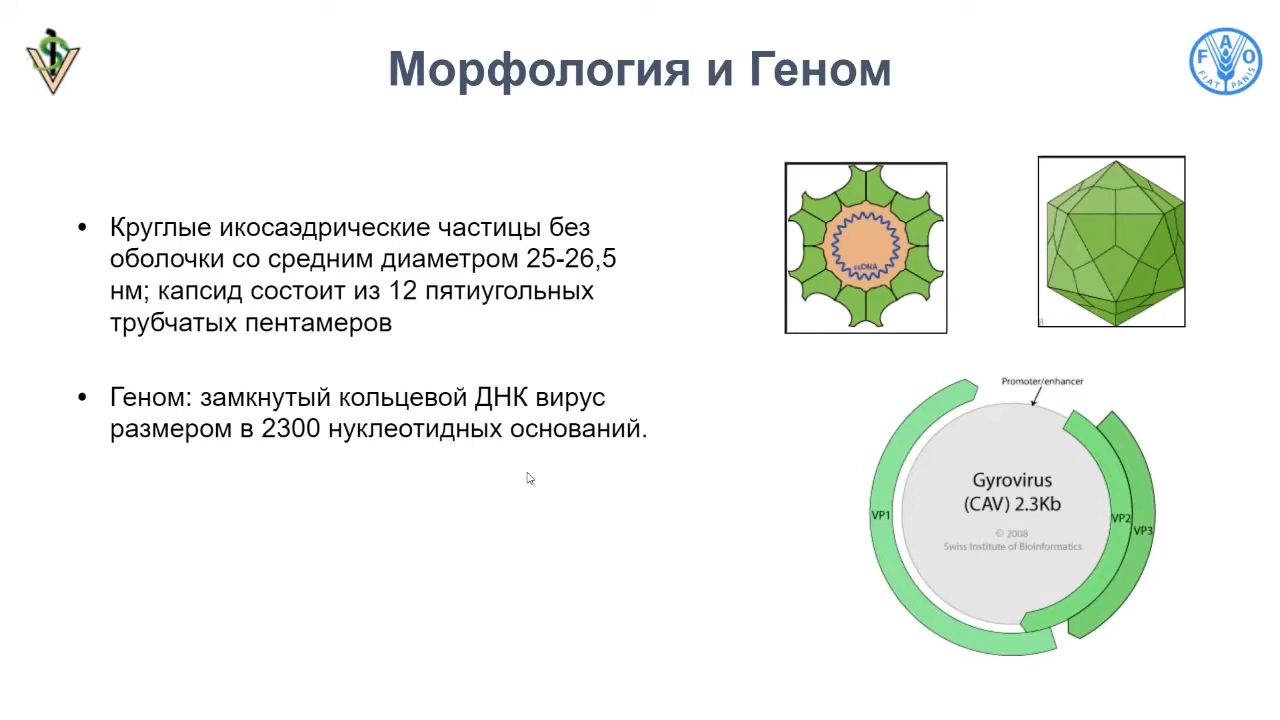 Морфология и Геном
F A O
FIAT PANIS
• Круглые икосаэдрические частицы без
оболочки со средним диаметром 25-26,5
нм; капсид состоит из 12 пятиугольных
трубчатых пентамеров
• Геном: замкнутый кольцевой ДНК вирус
размером в 2300 нуклеотидных оснований.
ssDNA
Promoter/enhancer
Gyrovirus
(CAV) 2.3Kb
© 2008
Swiss Institute of Bioinformatics
VP1
VP2
VP3